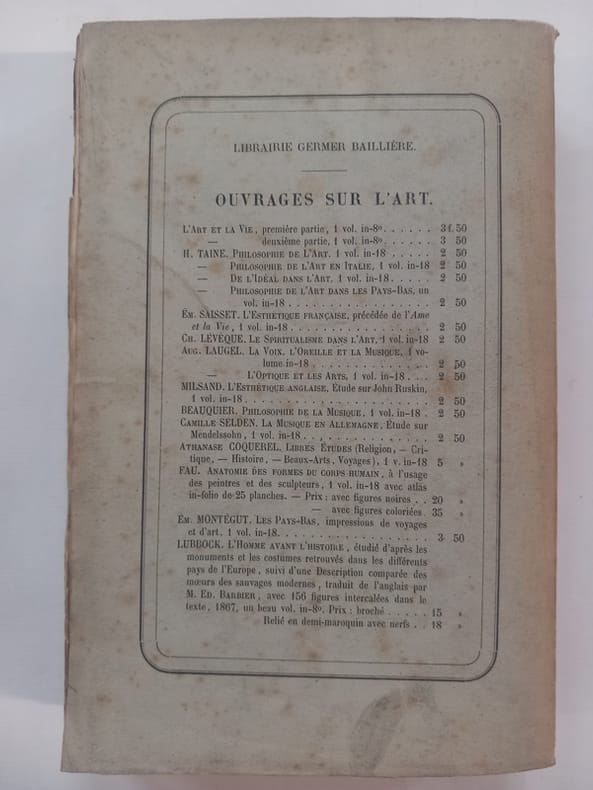 LIBRAIRIE GERMER BAILLIÈRE.
OUVRAGES SUR L'ART.
L'ART ET LA VIE, première partie, 1 vol. in-8º. . . . . . 3 f. 50
— deuxième partie, 1 vol. in-8º. . . . . . 3 50
H. TAINE. PHILOSOPHIE DE L'ART. 1 vol. in-18 . . . . . 2 50
— PHILOSOPHIE DE L'ART EN ITALIE, 1 vol. in-18 2 50
— DE L'IDÉAL DANS L'ART, 1 vol. in-18. . . . . 2 50
— PHILOSOPHIE DE L'ART DANS LES PAYS-BAS, un
vol. in-18 . . . . . . . . . . . . . . . . . 2 50
ÉM. SAISSET. L'ESTHÉTIQUE FRANÇAISE, précédée de l'Ame
et la Vie, 1 vol. in-18 . . . . . . . . . . . . . . . . . 2 50
CH. LÉVÊQUE. LE SPIRITUALISME DANS L'ART, 1 vol. in-18 2 50
AUG. LAUGEL. LA VOIX, L'OREILLE ET LA MUSIQUE, 1 vo-
lume in-18 . . . . . . . . . . . . . . 2 50
— L'OPTIQUE ET LES ARTS, 1 vol. in-18. . . . 2 50
MILSAND. L'ESTHÉTIQUE ANGLAISE, Étude sur John Ruskin,
1 vol. in-18 . . . . . . . . . . . . . . . . . . . . . 2 50
BEAUQUIER. PHILOSOPHIE DE LA MUSIQUE, 1 vol. in-18 . 2 50
CAMILLE SELDEN. LA MUSIQUE EN ALLEMAGNE, Étude sur
Mendelssohn, 1 vol. in-18 . . . . . . . . . . . . . . . 2 50
ATHANASE COQUEREL. LIBRES ÉTUDES (Religion, — Cri-
tique, — Histoire, — Beaux-Arts, Voyages), 1 v. in-18 5 »
FAU. ANATOMIE DES FORMES DU CORPS HUMAIN, à l'usage
des peintres et des sculpteurs, 1 vol. in-18 avec atlas
in-folio de 25 planches. — Prix : avec figures noires . . 20 »
— avec figures coloriées. 35 »
ÉM. MONTÉGUT. LES PAYS-BAS, impressions de voyages
et d'art, 1 vol. in-18. . . . . . . . . . . . . . . . . . 3 50
LUBBOCK. L'HOMME AVANT L'HISTOIRE, étudié d'après les
monuments et les costumes retrouvés dans les différents
pays de l'Europe, suivi d'une Description comparée des
mœurs des sauvages modernes, traduit de l'anglais par
M. ED. BARBIER, avec 156 figures intercalées dans le
texte, 1867, un beau vol. in-8º. Prix : broché . . . . . 15 »
Relié en demi-maroquin avec nerfs . . 18 »